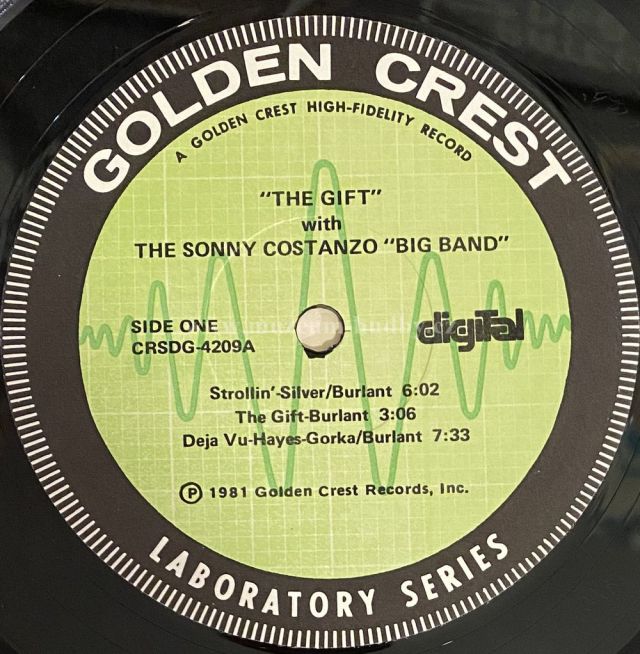 GOLDEN CREST
A GOLDEN CREST HIGH-FIDELITY RECORD
"THE GIFT"
with
THE SONNY COSTANZO "BIG BAND"
SIDE ONE
CRSDG-4209A
digiTal
Strollin'-Silver/Burlant 6:02
The Gift-Burlant 3:06
Deja Vu-Hayes-Gorka/Burlant 7:33
Ⓟ 1981 Golden Crest Records, Inc.
LABORATORY SERIES